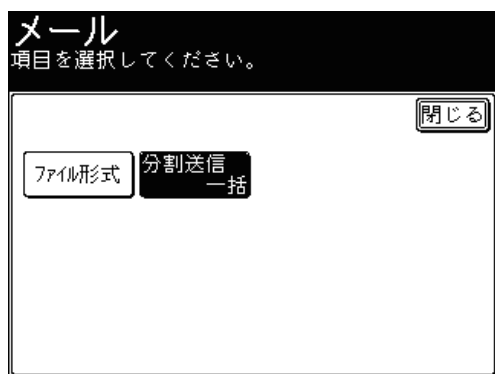 メール
項目を選択してください。
閉じる
ファイル形式
分割送信
一括